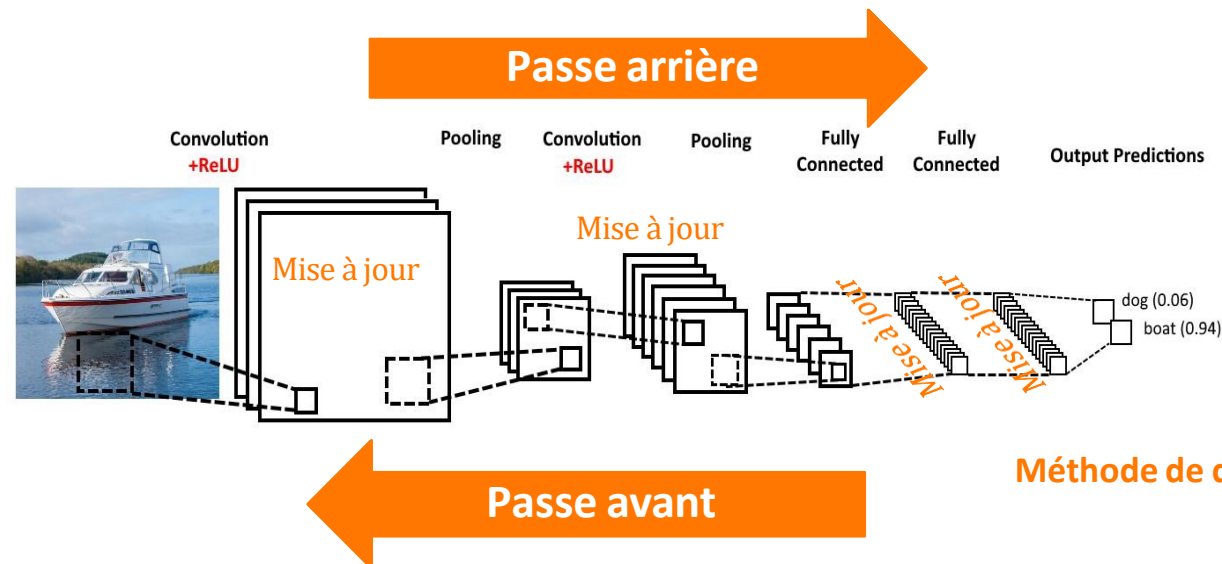 Passe arrière
Convolution
+ReLU
Pooling
Convolution
+ReLU
Pooling
Fully
Connected
Fully
Connected
Output Predictions
Mise à jour
Mise à jour
Mise à jour
Mise à jour
dog (0.06)
boat (0.94)
Méthode de
Passe avant